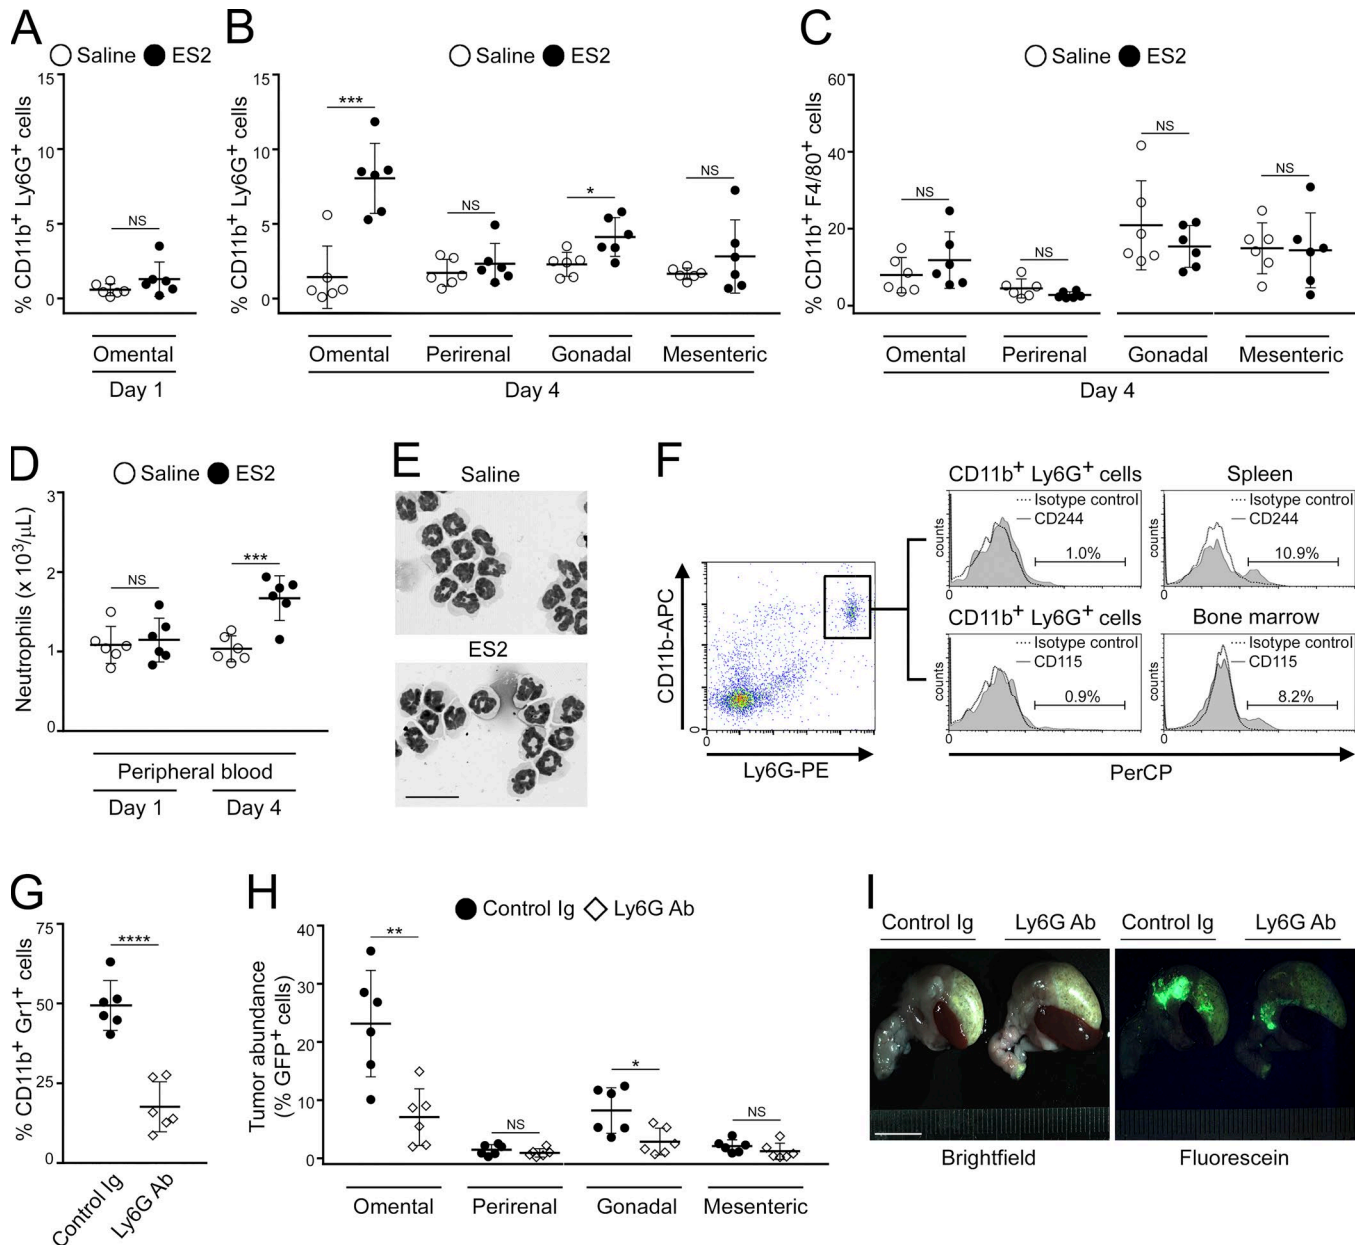 A
Saline ES2
% CD11b+ Ly6G+ cells
15
10
5
0
NS
Omental
Day 1
B
Saline ES2
% CD11b+ Ly6G+ cells
15
10
5
0
***
NS
*
NS
Omental Perirenal Gonadal Mesenteric
Day 4
C
Saline ES2
% CD11b+ F4/80+ cells
60
40
20
0
NS
NS
NS
NS
Omental Perirenal Gonadal Mesenteric
Day 4
D
Saline ES2
Neutrophils (x 10³/µL)
3
2
1
0
NS
***
Peripheral blood
Day 1 Day 4
E
Saline
ES2
F
CD11b-APC
0
0
Ly6G-PE
CD11b+ Ly6G+ cells
Isotype control
CD244
counts
1.0%
0
Spleen
Isotype control
CD244
counts
10.9%
0
CD11b+ Ly6G+ cells
Isotype control
CD115
counts
0.9%
0
Bone marrow
Isotype control
CD115
counts
8.2%
0
PerCP
G
% CD11b+ Gr1+ cells
75
50
25
0
****
Control Ig
Ly6G Ab
H
Control Ig Ly6G Ab
Tumor abundance
(% GFP+ cells)
40
30
20
10
0
**
NS
*
NS
Omental Perirenal Gonadal Mesenteric
I
Control Ig Ly6G Ab Control Ig Ly6G Ab
Brightfield Fluorescein